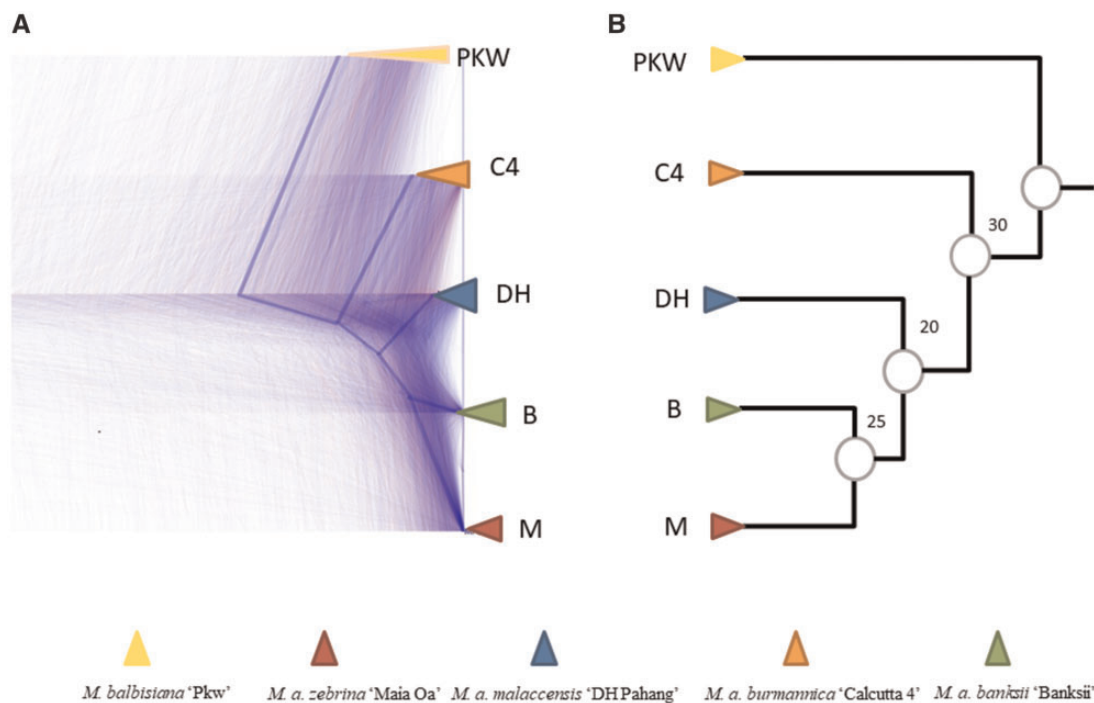 A
PKW
C4
DH
B
M
B
PKW
C4
DH
B
M
30
20
25
M. balbisiana ‘Pkw’
M. a. zebrina ‘Maia Oa’
M. a. malaccensis ‘DH Pahang’
M. a. burmannica ‘Calcutta 4’
M. a. banksii ‘Banksii’